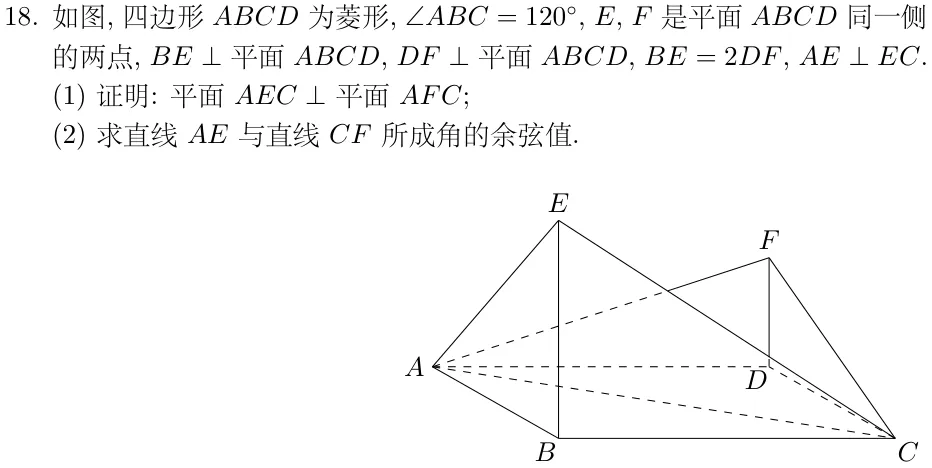 18. 如图, 四边形 ABCD 为菱形, ∠ABC = 120°, E, F 是平面 ABCD 同一侧
的两点, BE ⊥ 平面 ABCD, DF ⊥ 平面 ABCD, BE = 2DF, AE ⊥ EC.
(1) 证明: 平面 AEC ⊥ 平面 AFC;
(2) 求直线 AE 与直线 CF 所成角的余弦值.
E
F
A
D
B
C